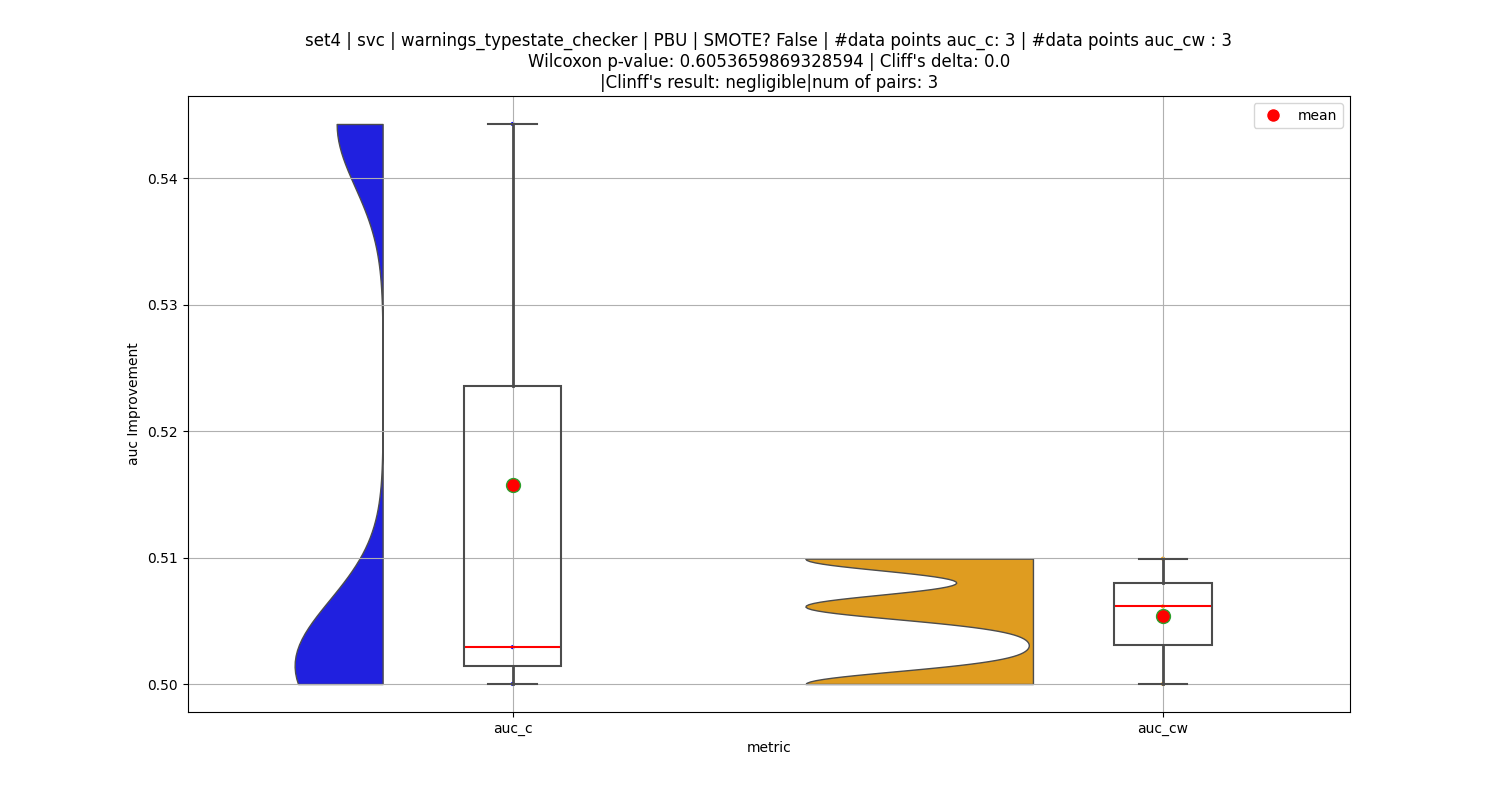 set4 | svc | warnings_typestate_checker | PBU | SMOTE? False | #data points auc_c: 3 | #data points auc_cw : 3
Wilcoxon p-value: 0.6053659869328594 | Cliff's delta: 0.0
|Clinff's result: negligible|num of pairs: 3
mean
0.54
0.53
0.52
0.51
0.50
auc Improvement
auc_c
auc_cw
metric